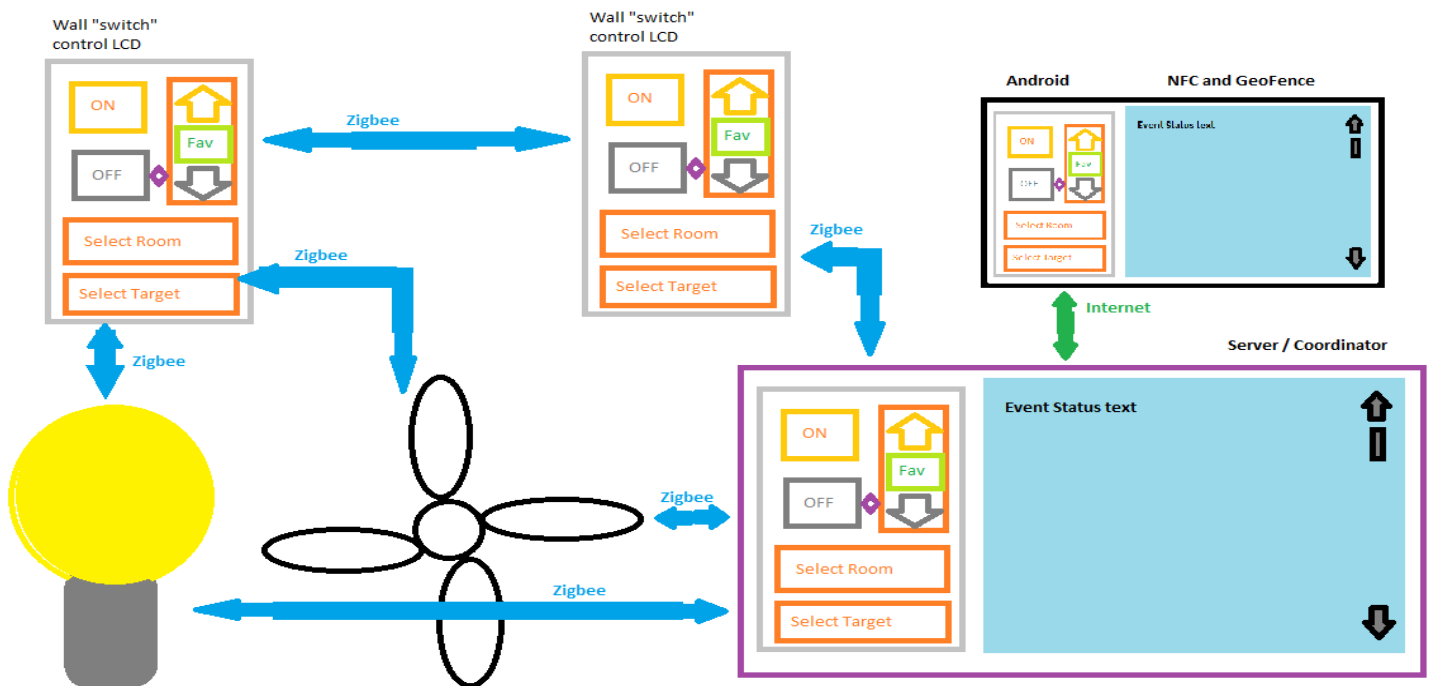 Wall "switch"
control LCD
ON
Fav
OFF
Select Room
Select Target
Zigbee
Zigbee
Zigbee
Wall "switch"
control LCD
ON
Fav
OFF
Select Room
Select Target
Zigbee
Android
NFC and GeoFence
ON
Fav
OFF
Select Room
Select Target
Event Status text
Internet
Server / Coordinator
ON
Fav
OFF
Select Room
Select Target
Event Status text
Zigbee
Zigbee